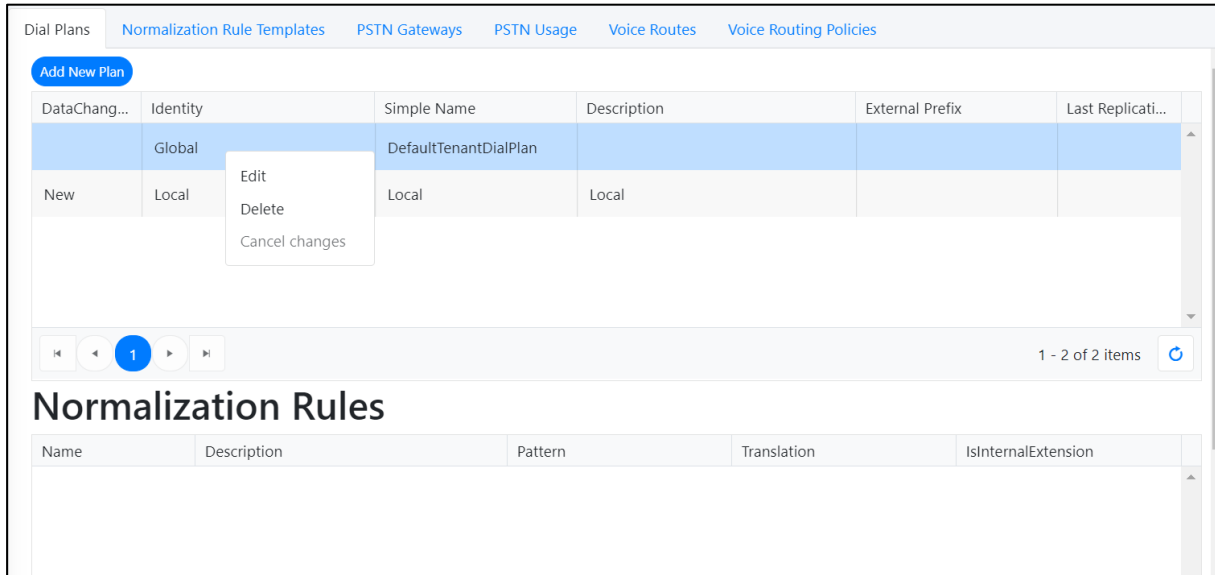 Dial Plans Normalization Rule Templates PSTN Gateways PSTN Usage Voice Routes Voice Routing Policies
Add New Plan
DataChang... Identity Simple Name Description External Prefix Last Replicati...
Global DefaultTenantDialPlan
New Local Local Local
Edit
Delete
Cancel changes
1 1 - 2 of 2 items
Normalization Rules
Name Description Pattern Translation IsInternalExtension